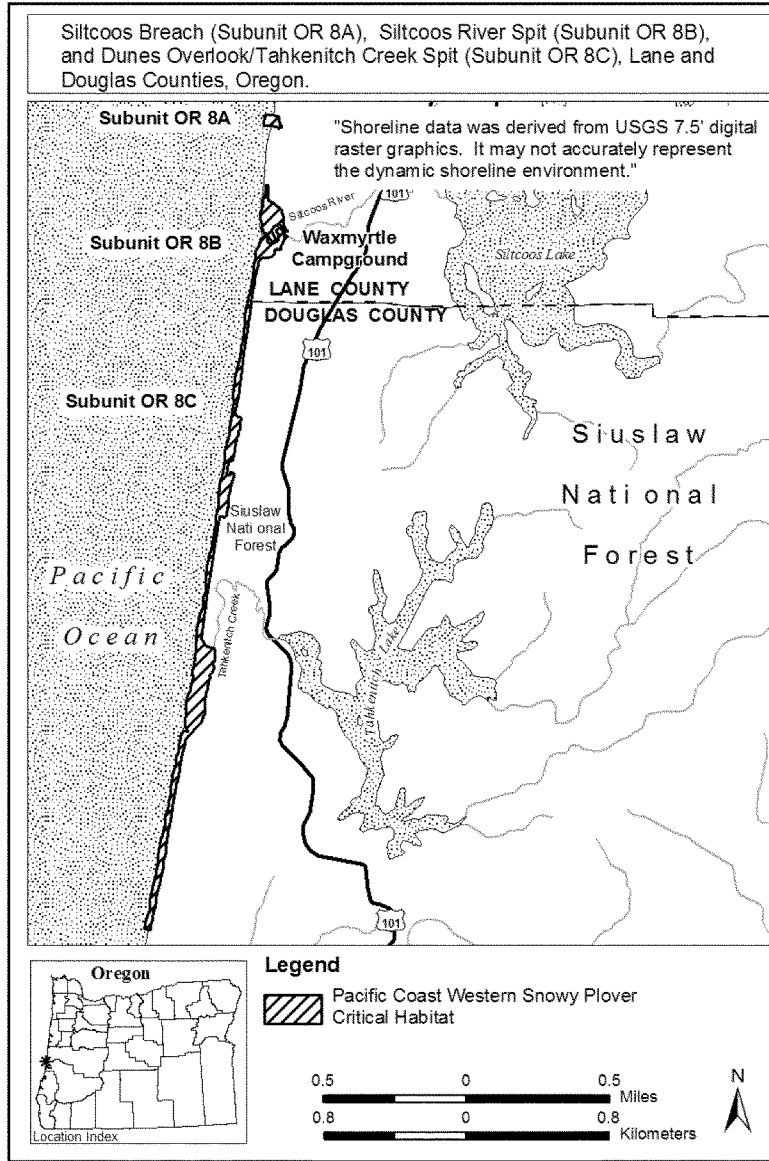 Siltcoos Breach (Subunit OR 8A), Siltcoos River Spit (Subunit OR 8B),
and Dunes Overlook/Tahkenitch Creek Spit (Subunit OR 8C), Lane and
Douglas Counties, Oregon.
Subunit OR 8A
"Shoreline data was derived from USGS 7.5' digital
raster graphics. It may not accurately represent
the dynamic shoreline environment."
101
Siltcoos River
Subunit OR 8B
Waxmyrtle
Campground
Siltcoos Lake
LANE COUNTY
DOUGLAS COUNTY
101
Subunit OR 8C
Siuslaw
National
Forest
Siuslaw
National
Forest
Pacific
Ocean
Tahkenitch Creek
Tahkenitch Lake
101
Oregon
Location Index
Legend
Pacific Coast Western Snowy Plover
Critical Habitat
0.5 0 0.5
Miles
0.8 0 0.8
Kilometers
N